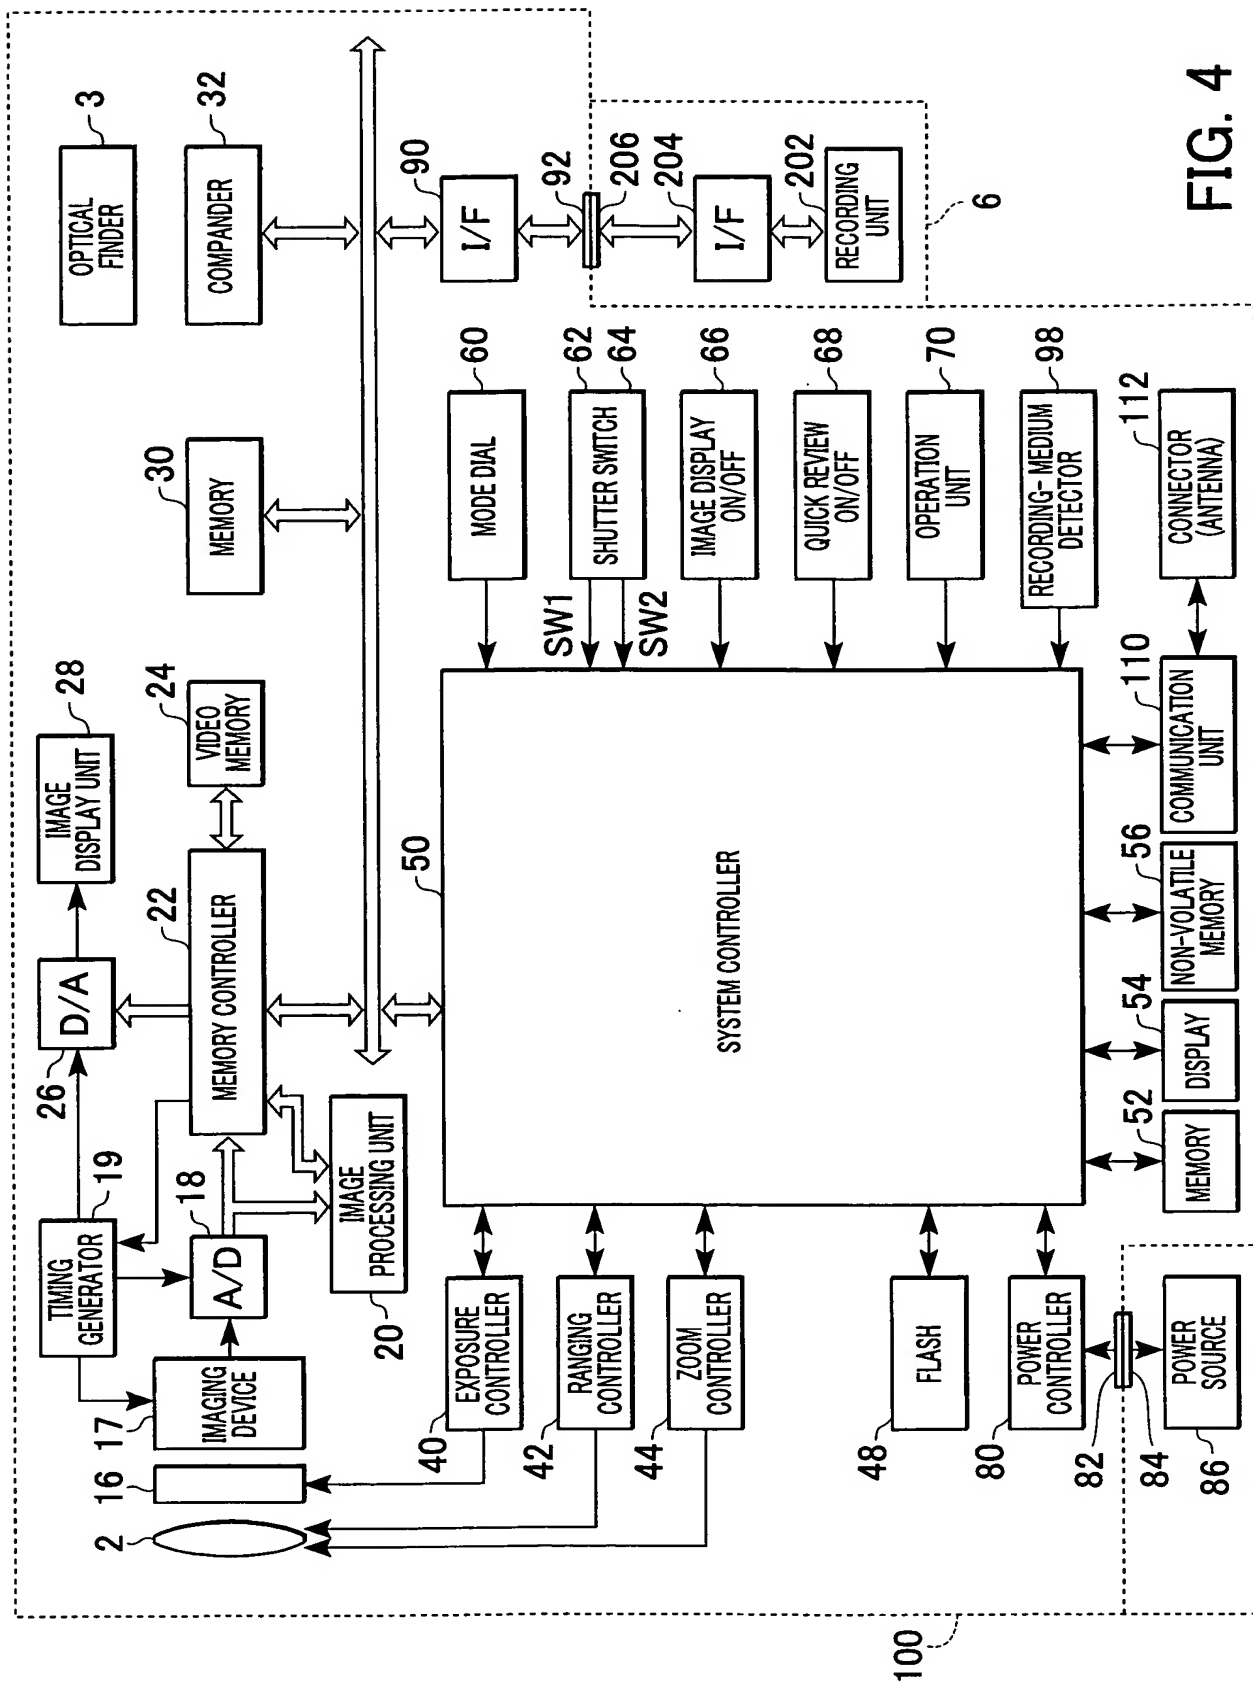 FIG. 4
100
2
16
17
IMAGING
DEVICE
TIMING
GENERATOR
19
A/D
18
26
D/A
IMAGE
DISPLAY UNIT
28
MEMORY CONTROLLER
22
VIDEO
MEMORY
24
IMAGE
PROCESSING UNIT
20
MEMORY
30
OPTICAL
FINDER
3
COMPANDER
32
I/F
90
92
206
I/F
204
RECORDING
UNIT
202
6
EXPOSURE
CONTROLLER
40
RANGING
CONTROLLER
42
ZOOM
CONTROLLER
44
FLASH
48
POWER
CONTROLLER
80
82
84
POWER
SOURCE
86
SYSTEM CONTROLLER
50
MODE DIAL
60
SHUTTER SWITCH
62
64
SW1
SW2
IMAGE DISPLAY
ON/OFF
66
QUICK REVIEW
ON/OFF
68
OPERATION
UNIT
70
RECORDING-MEDIUM
DETECTOR
98
MEMORY
52
DISPLAY
54
NON-VOLATILE
MEMORY
56
COMMUNICATION
UNIT
110
CONNECTOR
(ANTENNA)
112